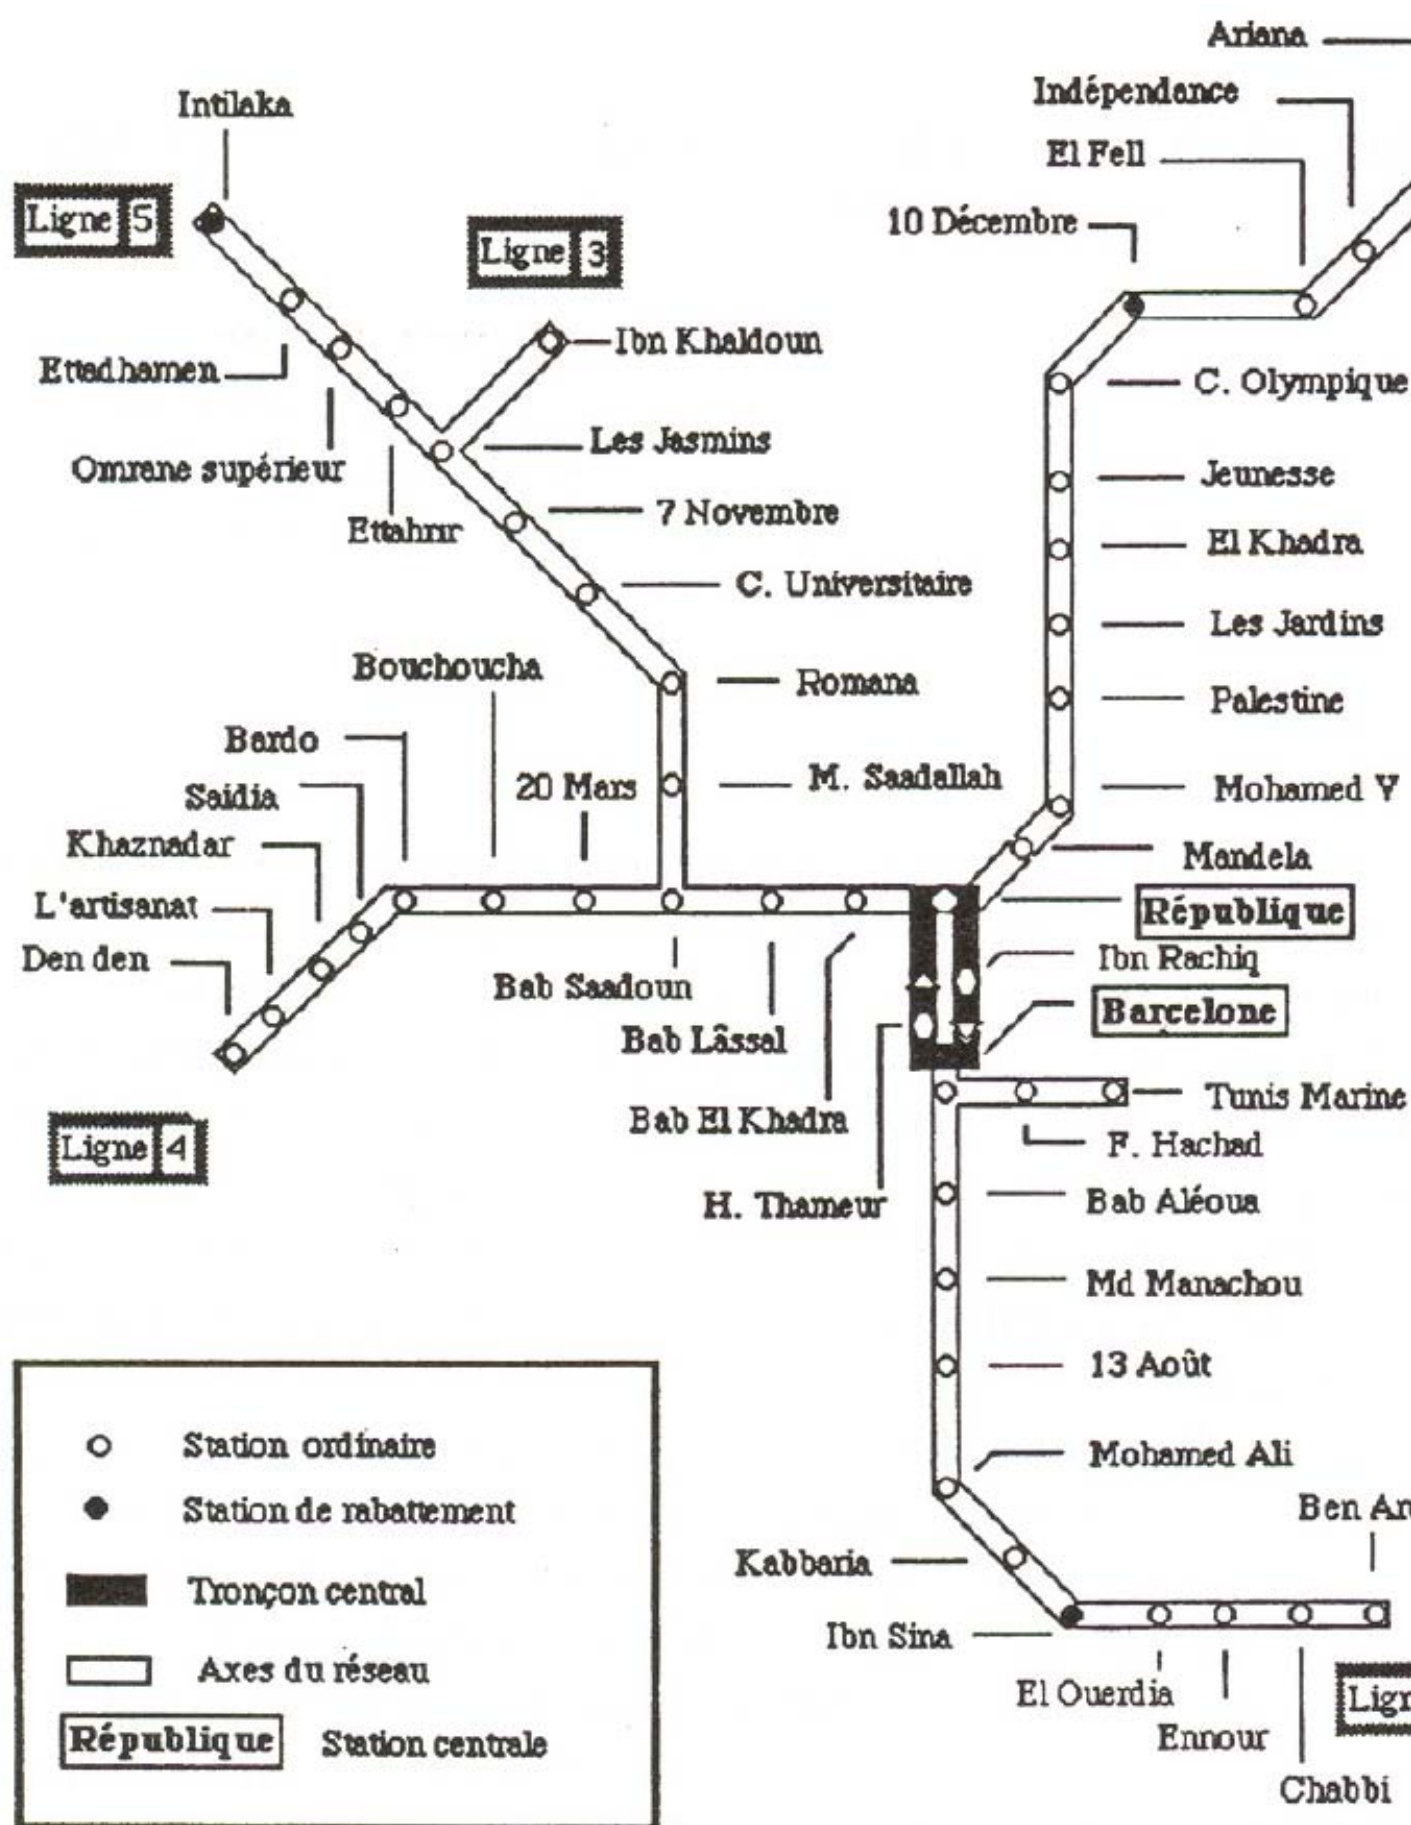 Ariana
Indépendance
El Fell
10 Décembre
Intilaka
Ligne 5
Ligne 3
Ibn Khaldoun
Ettadhamen
C. Olympique
Les Jasmins
Omrane supérieur
Jeunesse
7 Novembre
Ettahrir
El Khadra
C. Universitaire
Les Jardins
Bouchoucha
Romana
Palestine
Bardo
20 Mars
M. Saadallah
Saidia
Mohamed V
Khaznadar
Mandela
L'artisanat
République
Den den
Ibn Rachiq
Bab Saadoun
Barcelone
Bab Lâssal
Tunis Marine
Bab El Khadra
F. Hachad
Ligne 4
H. Thameur
Bab Aléoua
Md Manachou
13 Août
Station ordinaire
Mohamed Ali
Station de rabattement
Ben
Kabbaria
Tronçon central
Ibn Sina
Axes du réseau
El Ouerdia
Ennour
République Station centrale
Chabbi